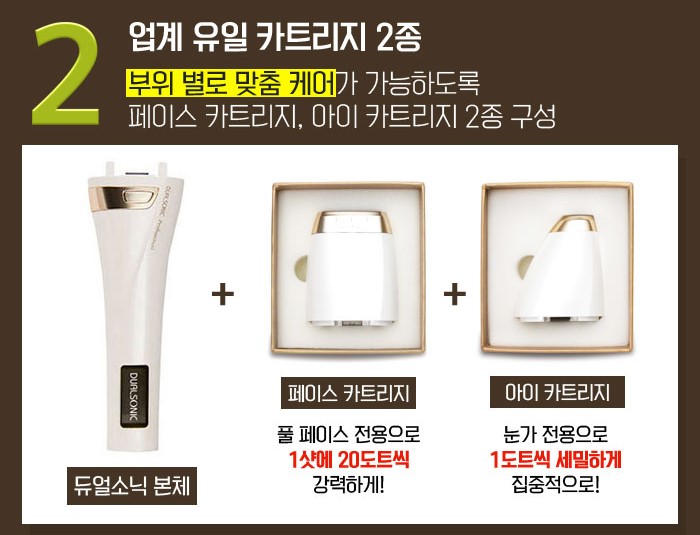 2
업계 유일 카트리지 2종
부위 별로 맞춤 케어가 가능하도록
페이스 카트리지, 아이 카트리지 2종 구성
DUALSONIC Professional
DUALSONIC
+
+
듀얼소닉 본체
페이스 카트리지
풀 페이스 전용으로
1샷에 20도트씩
강력하게!
아이 카트리지
눈가 전용으로
1도트씩 세밀하게
집중적으로!